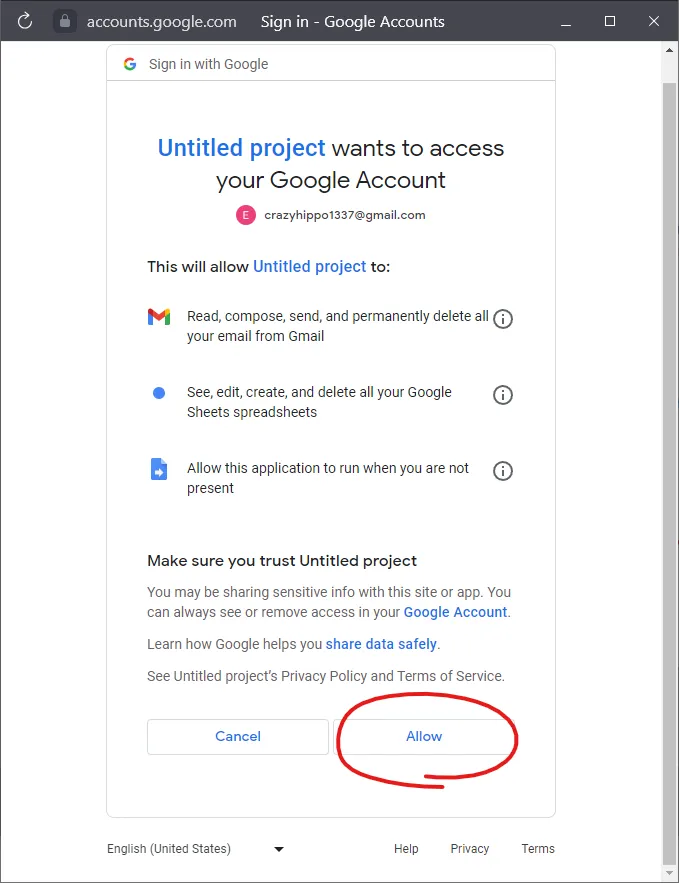 accounts.google.com Sign in - Google Accounts
Sign in with Google
Untitled project wants to access
your Google Account
E crazyhippo1337@gmail.com
This will allow Untitled project to:
Read, compose, send, and permanently delete all
your email from Gmail
See, edit, create, and delete all your Google
Sheets spreadsheets
Allow this application to run when you are not
present
Make sure you trust Untitled project
You may be sharing sensitive info with this site or app. You
can always see or remove access in your Google Account.
Learn how Google helps you share data safely.
See Untitled project's Privacy Policy and Terms of Service.
Cancel Allow
English (United States) Help Privacy Terms